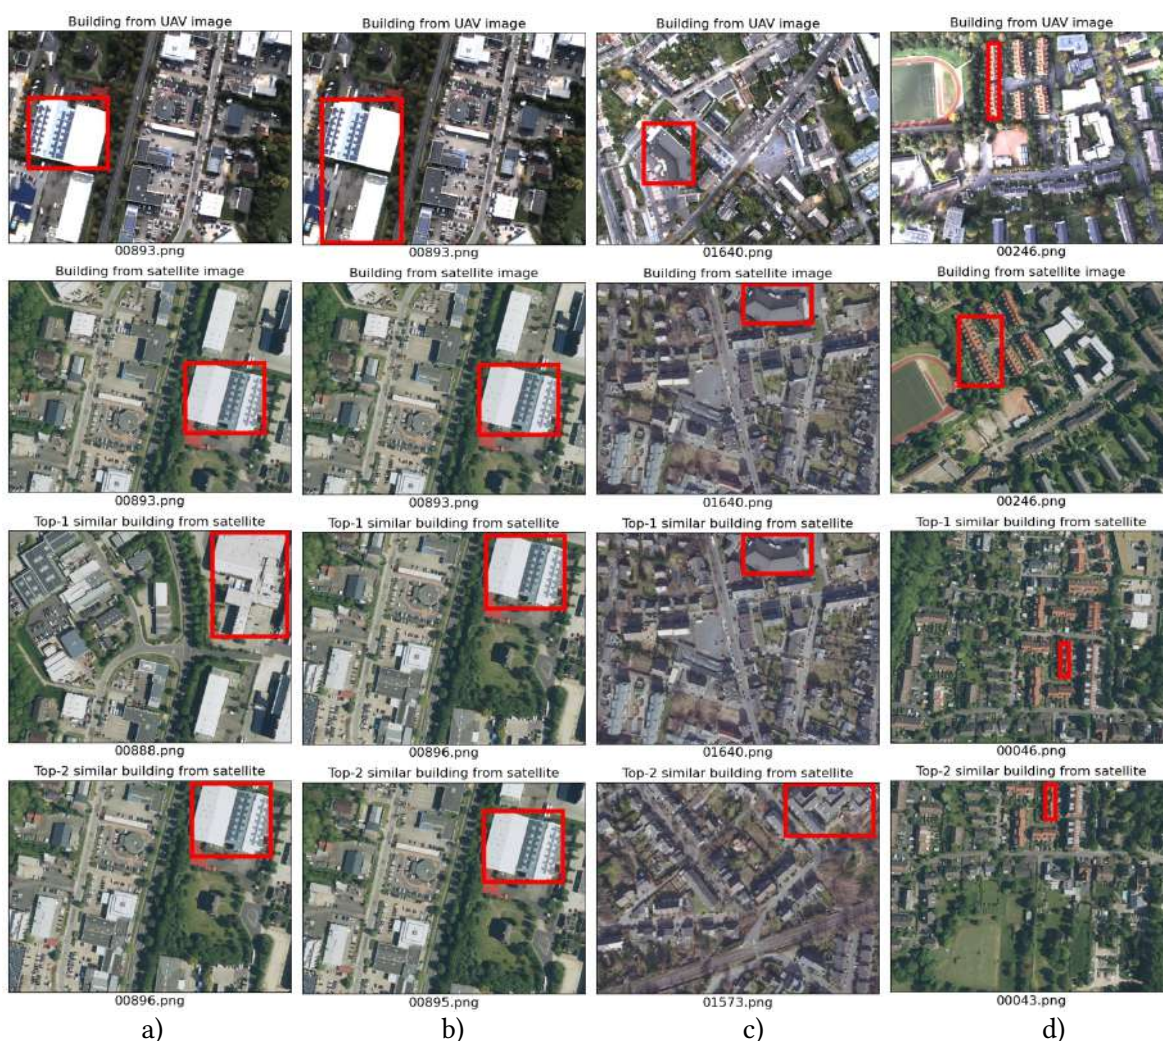 Building from UAV image Building from UAV image Building from UAV image Building from UAV image
00893.png 00893.png 01640.png 00246.png
Building from satellite image Building from satellite image Building from satellite image Building from satellite image
00893.png 00893.png 01640.png 00246.png
Top-1 similar building from satellite Top-1 similar building from satellite Top-1 similar building from satellite Top-1 similar building from satellite
00888.png 00896.png 01640.png 00046.png
Top-2 similar building from satellite Top-2 similar building from satellite Top-2 similar building from satellite Top-2 similar building from satellite
00896.png 00895.png 01573.png 00043.png
a) b) c) d)